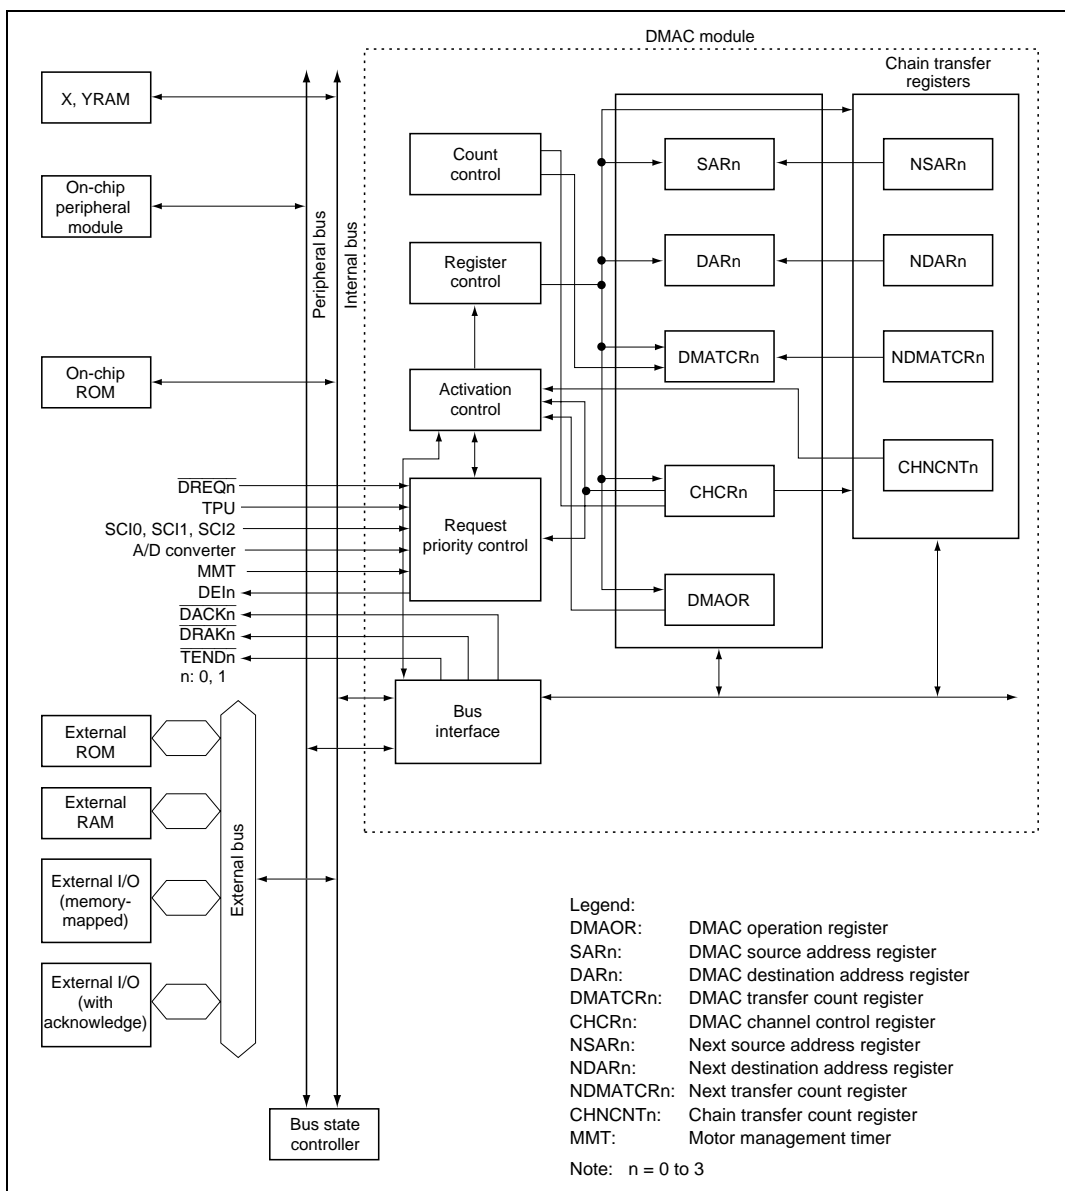 DMAC module
Chain transfer
registers
X, YRAM
On-chip
peripheral
module
On-chip
ROM
Peripheral bus
Internal bus
Count
control
Register
control
Activation
control
Request
priority control
SARn
DARn
DMATCRn
CHCRn
DMAOR
NSARn
NDARn
NDMATCRn
CHNCNTn
DREQn
TPU
SCI0, SCI1, SCI2
A/D converter
MMT
DEIn
DACKn
DRAKn
TENDn
n: 0, 1
Bus
interface
External
ROM
External
RAM
External I/O
(memory-
mapped)
External I/O
(with
acknowledge)
External bus
Bus state
controller
Legend:
DMAOR: DMAC operation register
SARn: DMAC source address register
DARn: DMAC destination address register
DMATCRn: DMAC transfer count register
CHCRn: DMAC channel control register
NSARn: Next source address register
NDARn: Next destination address register
NDMATCRn: Next transfer count register
CHNCNTn: Chain transfer count register
MMT: Motor management timer
Note: n = 0 to 3